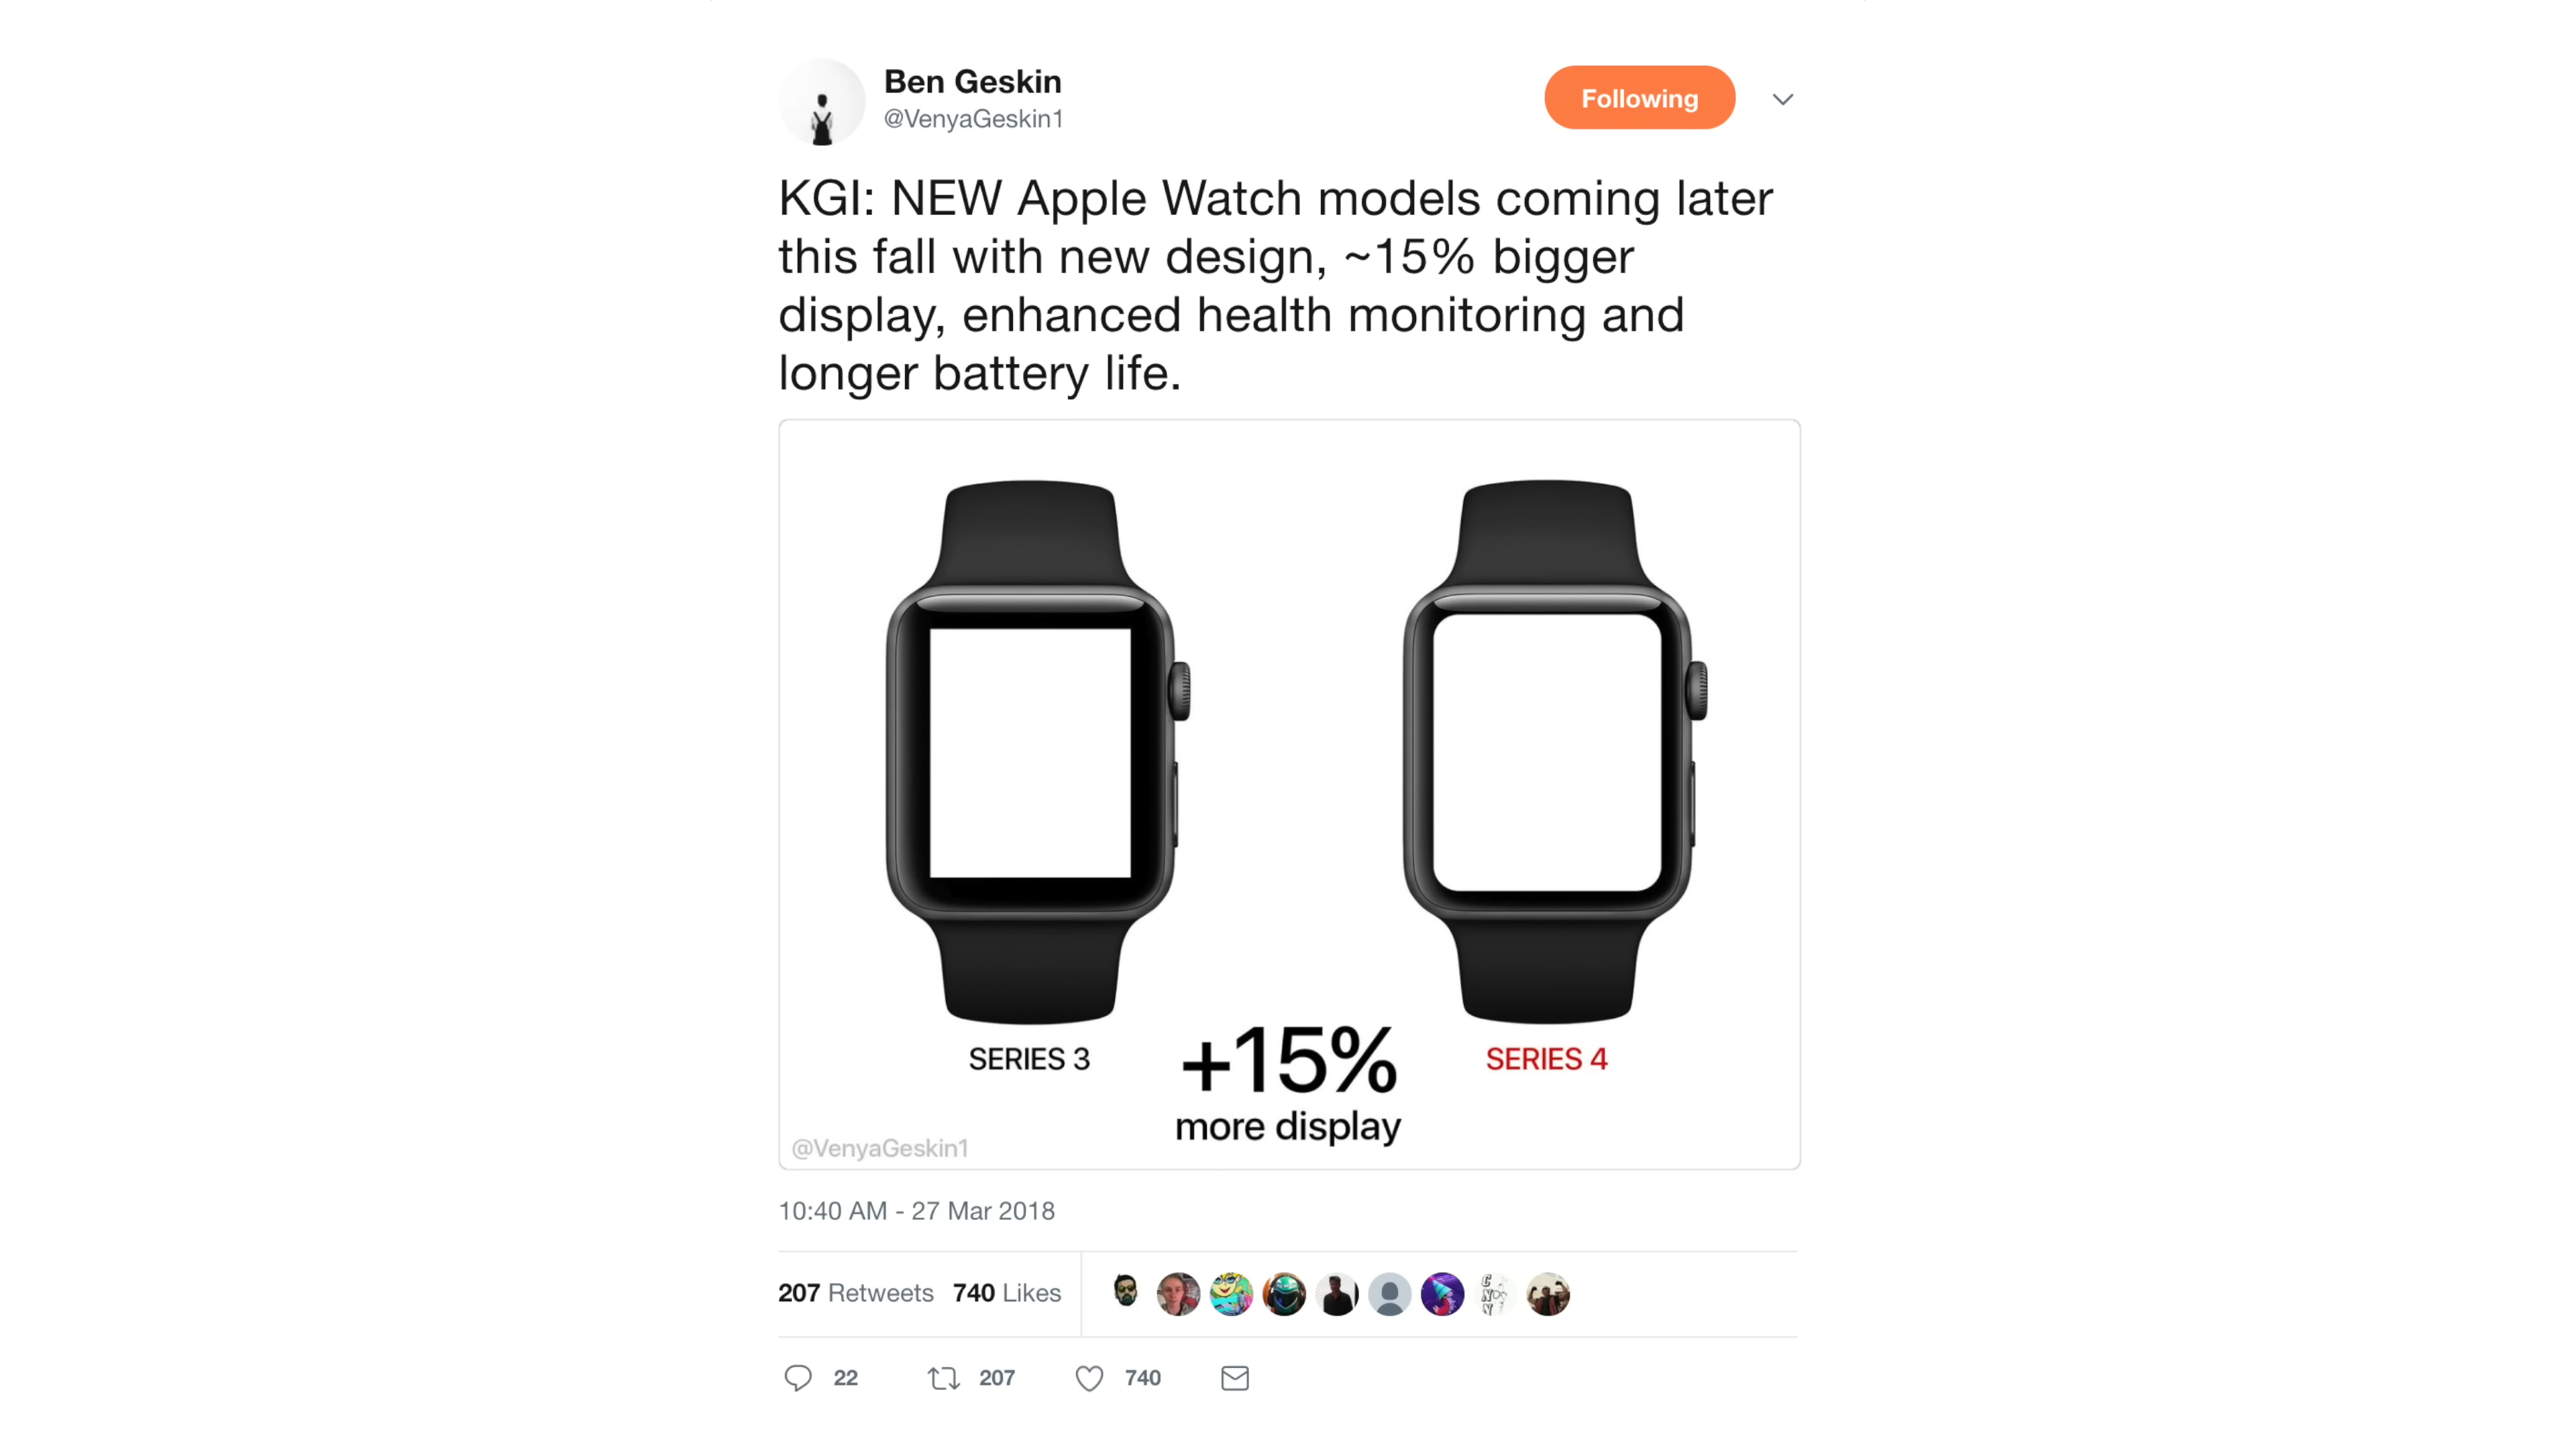 Ben Geskin
@VenyaGeskin1
Following
KGI: NEW Apple Watch models coming later
this fall with new design, ~15% bigger
display, enhanced health monitoring and
longer battery life.
SERIES 3
+15%
more display
SERIES 4
@VenyaGeskin1
10:40 AM - 27 Mar 2018
207 Retweets 740 Likes
CNN
22 207 740